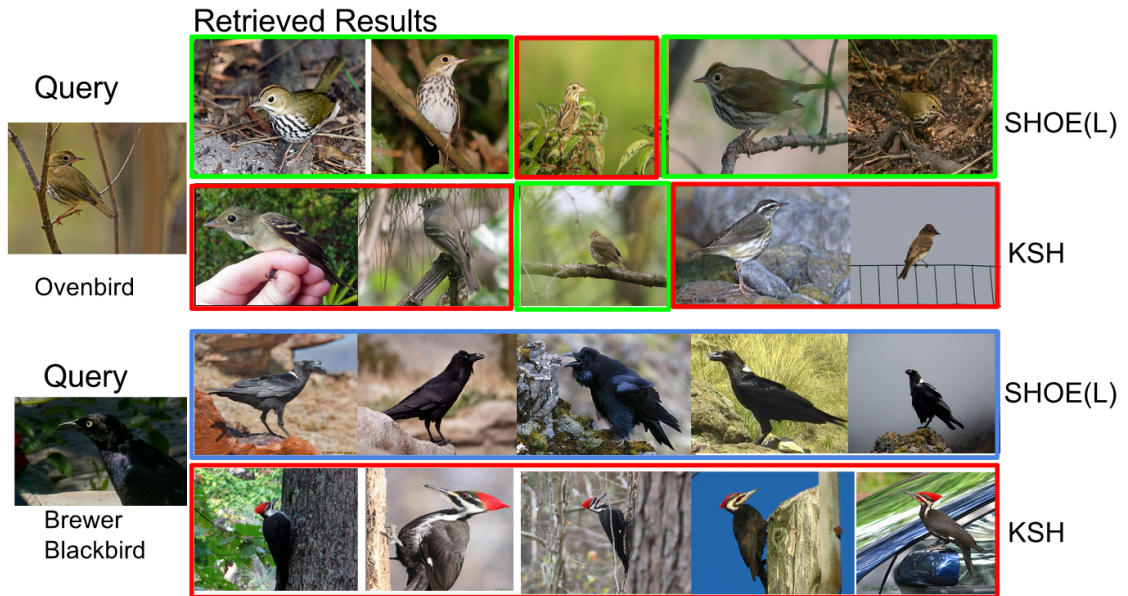 Retrieved Results
Query
SHOE(L)
Ovenbird
KSH
Query
SHOE(L)
Brewer
Blackbird
KSH